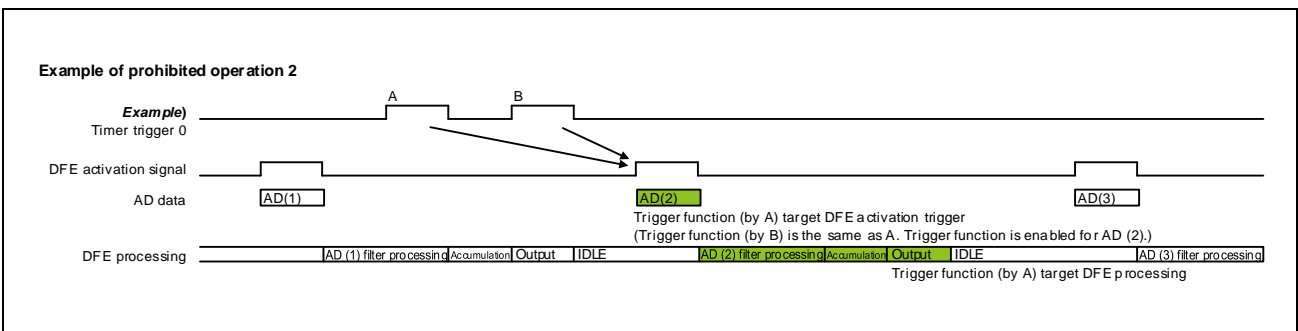 Example of prohibited operation 2
A B
Example)
Timer trigger 0
DFE activation signal
AD data AD(1) AD(2) AD(3)
Trigger function (by A) target DFE activation trigger
(Trigger function (by B) is the same as A. Trigger function is enabled for AD (2).)
DFE processing AD (1) filter processing Accumulation Output IDLE AD (2) filter processing Accumulation Output IDLE AD (3) filter processing
Trigger function (by A) target DFE processing